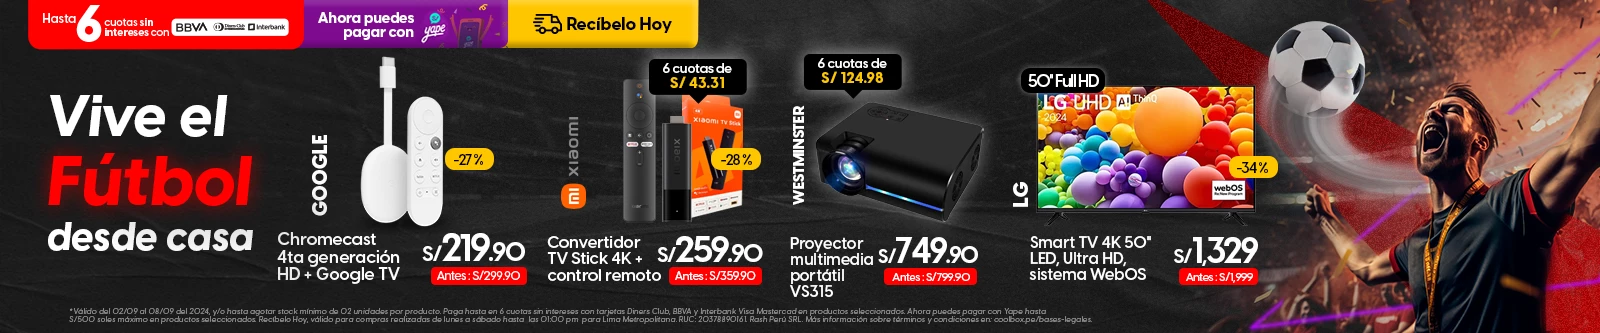 Hasta 6 cuotas sin intereses con BBVA Diners Club Interbank
Ahora puedes pagar con yape
Recíbelo Hoy
Vive el
Fútbol
desde casa
GOOGLE
-27%
Chromecast
4ta generación
HD + Google TV
S/219.90
Antes: S/299.90
XIAOMI
6 cuotas de
S/ 43.31
XIAOMI TV Stick
xiaomi
-28%
Convertidor
TV Stick 4K +
control remoto
S/259.90
Antes: S/359.90
WESTMINSTER
6 cuotas de
S/ 124.98
Proyector
multimedia
portátil
VS315
S/749.90
Antes: S/799.90
LG
50" Full HD
LG UHD AI ThinQ
2024
-34%
webOS
Re:New Program
Smart TV 4K 50"
LED, Ultra HD,
sistema WebOS
S/1,329
Antes: S/1,999
*Válido del 02/09 al 08/09 del 2024, y/o hasta agotar stock mínimo de 02 unidades por producto. Paga hasta en 6 cuotas sin intereses con tarjetas Diners Club, BBVA y Interbank Visa Mastercad en productos seleccionados. Ahora puedes pagar con Yape hasta
S/500 soles máximo en productos seleccionados. Recíbelo Hoy, válido para compras realizadas de lunes a sábado hasta las 01:00 pm para Lima Metropolitana. RUC: 20378890161. Rash Perú SRL. Más información sobre términos y condiciones en: coolbox.pe/bases-legales.